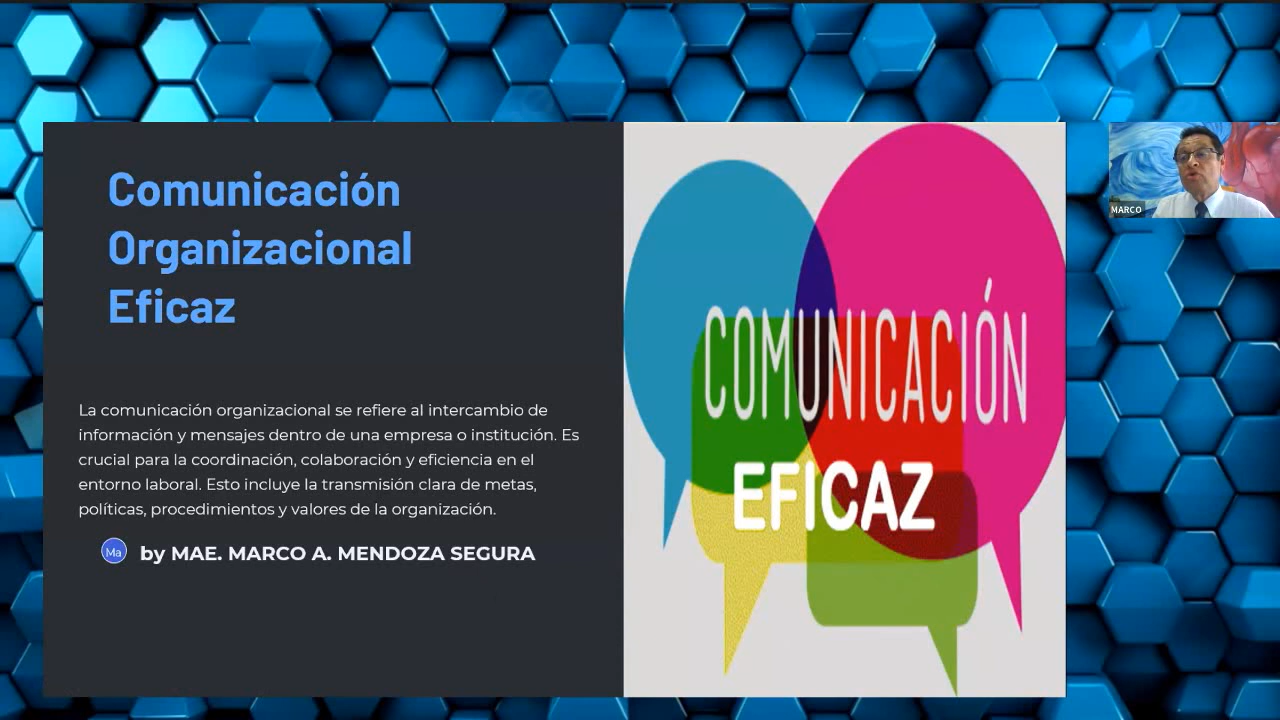 Comunicación
Organizacional
Eficaz
La comunicación organizacional se refiere al intercambio de
información y mensajes dentro de una empresa o institución. Es
crucial para la coordinación, colaboración y eficiencia en el
entorno laboral. Esto incluye la transmisión clara de metas,
políticas, procedimientos y valores de la organización.
Ma
by MAE. MARCO A. MENDOZA SEGURA
COMUNICACIÓN
EFICAZ
MARCO